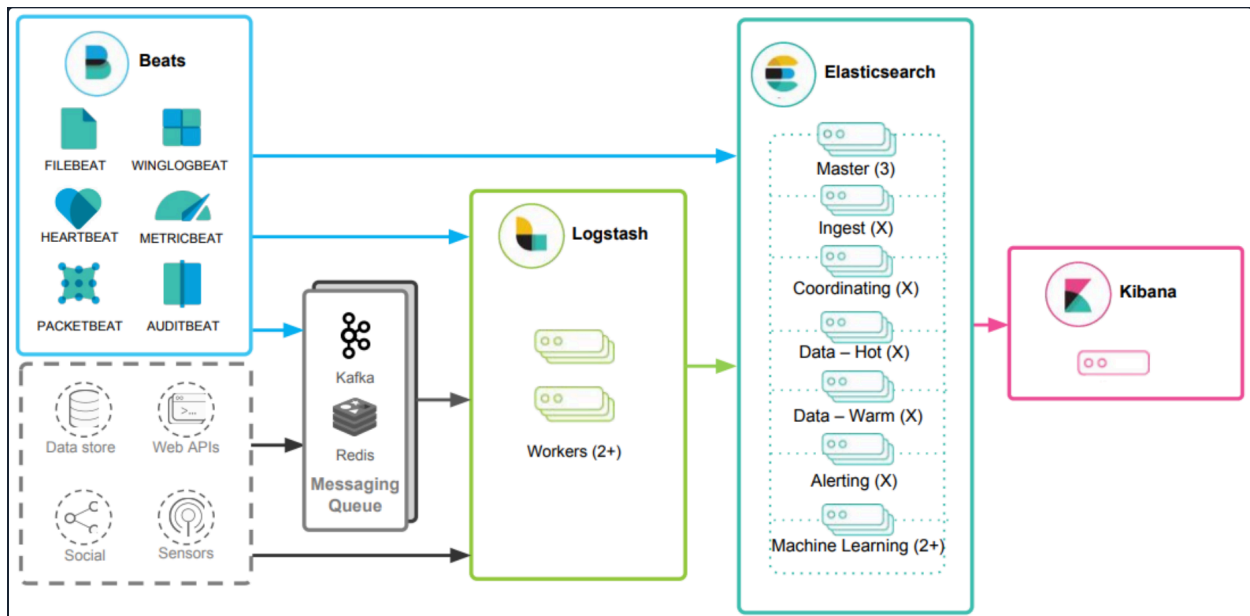 Beats
FILEBEAT
WINGLOGBEAT
HEARTBEAT
METRICBEAT
PACKETBEAT
AUDITBEAT
Data store
>_...
Web APIs
Social
Sensors
Kafka
Redis
Messaging
Queue
Logstash
Workers (2+)
Elasticsearch
Master (3)
Ingest (X)
Coordinating (X)
Data – Hot (X)
Data – Warm (X)
Alerting (X)
Machine Learning (2+)
Kibana